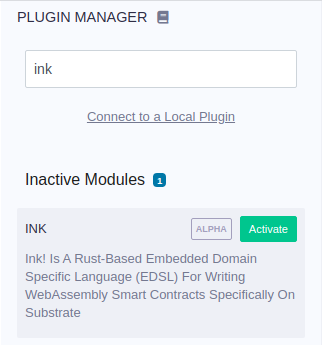 PLUGIN MANAGER
ink
Connect to a Local Plugin
Inactive Modules 1
INK ALPHA Activate
Ink! Is A Rust-Based Embedded Domain
Specific Language (EDSL) For Writing
WebAssembly Smart Contracts Specifically On
Substrate